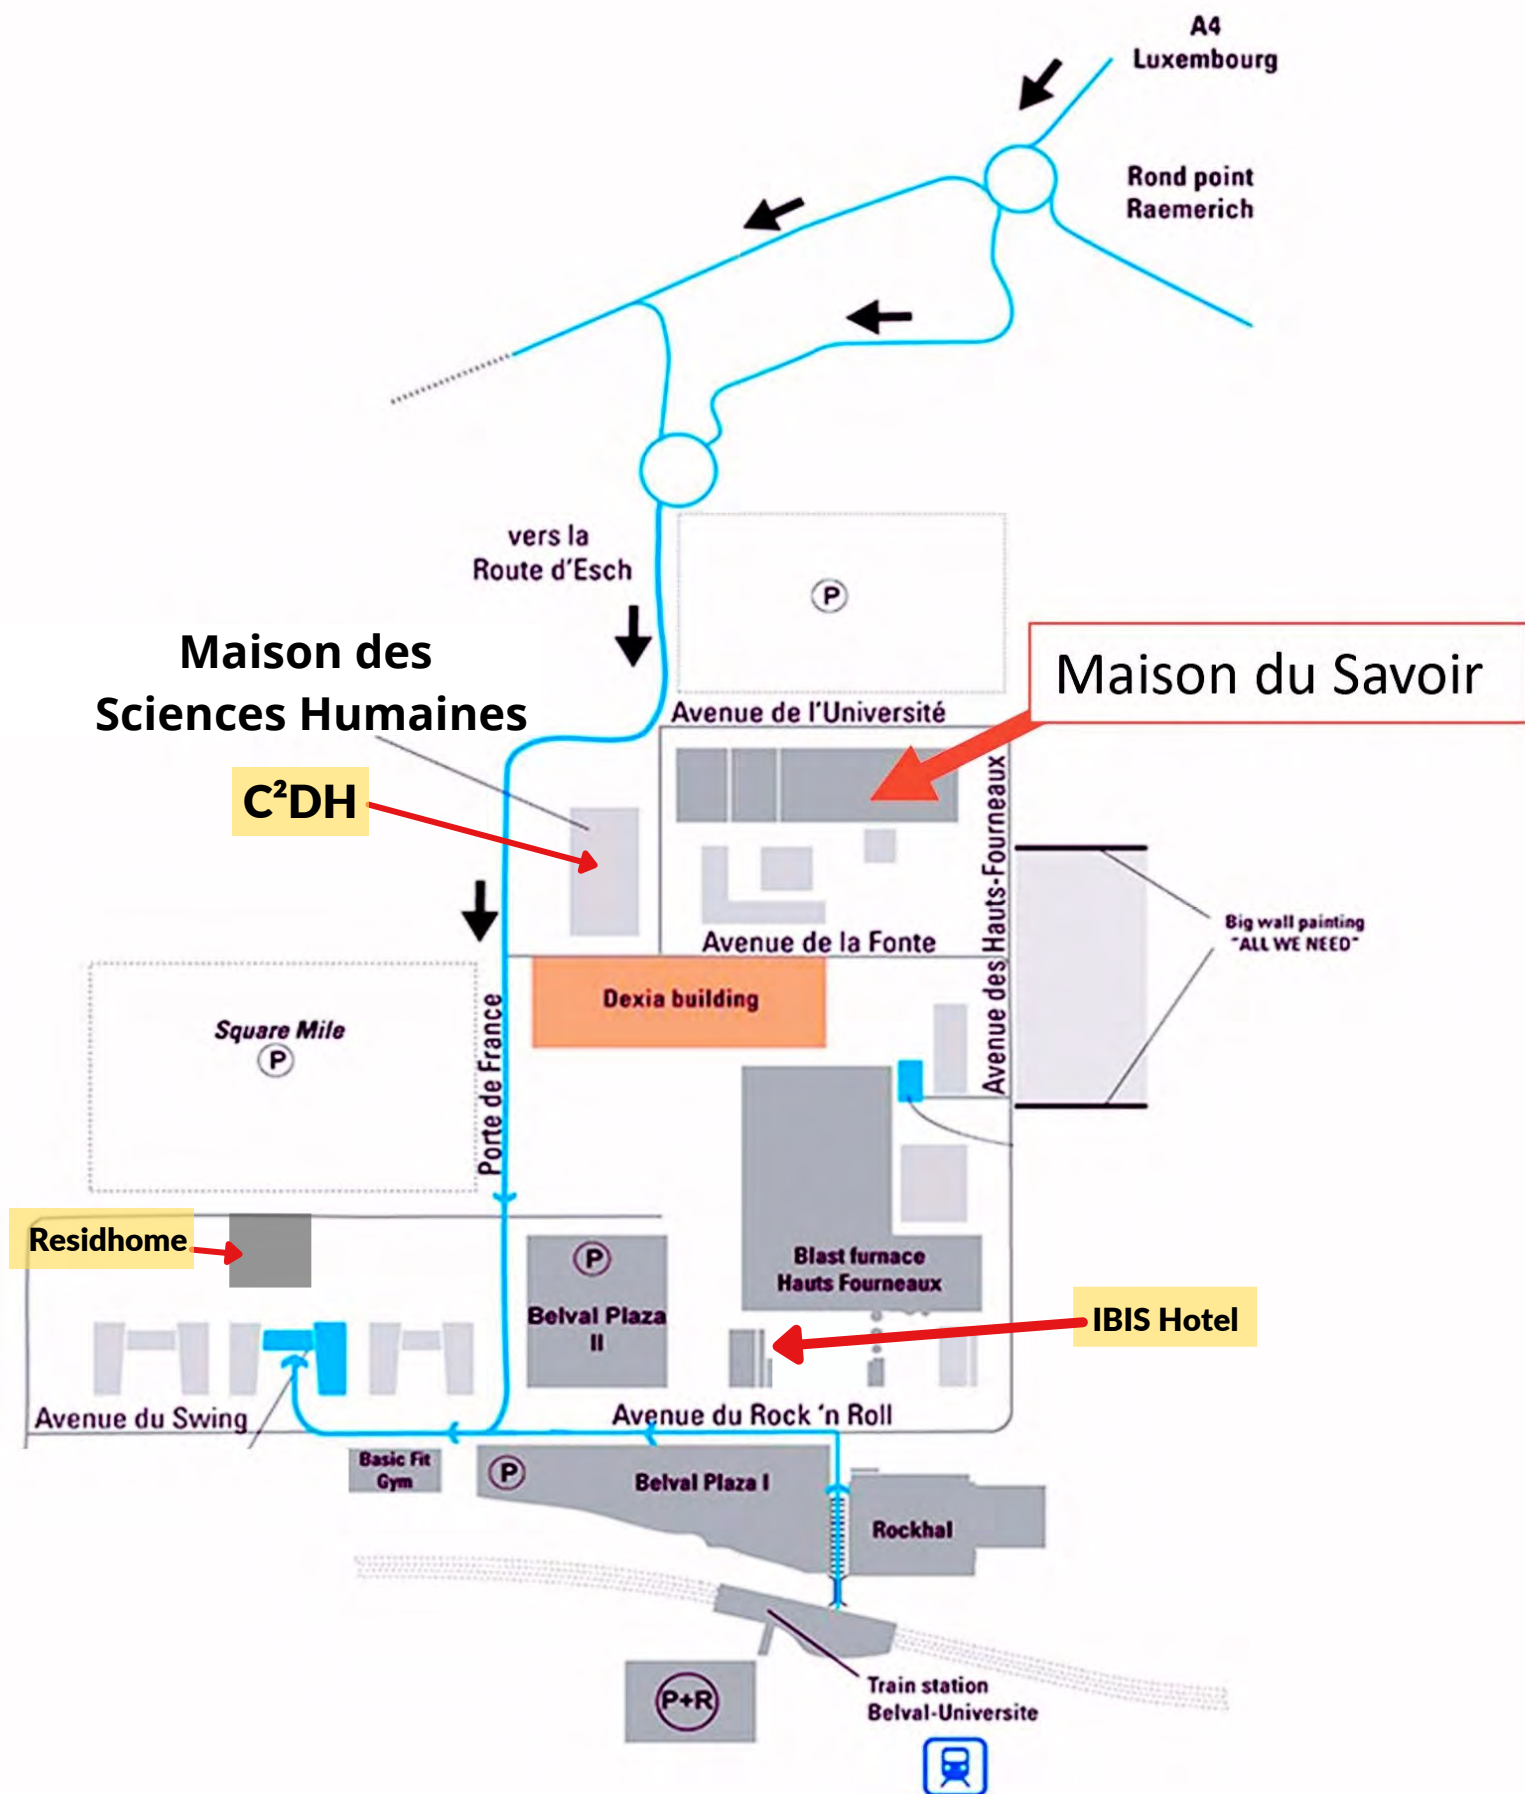 A4
Luxembourg
Rond point
Raemerich
vers la
Route d'Esch
P
Maison des
Sciences Humaines
Maison du Savoir
Avenue de l'Université
C²DH
Avenue des Hauts-Fourneaux
Big wall painting
"ALL WE NEED"
Avenue de la Fonte
Dexia building
Square Mile
P
Porte de France
Residhome
P
Belval Plaza
II
Blast furnace
Hauts Fourneaux
IBIS Hotel
Avenue du Swing
Avenue du Rock 'n Roll
Basic Fit
Gym
P
Belval Plaza I
Rockhal
P+R
Train station
Belval-Universite